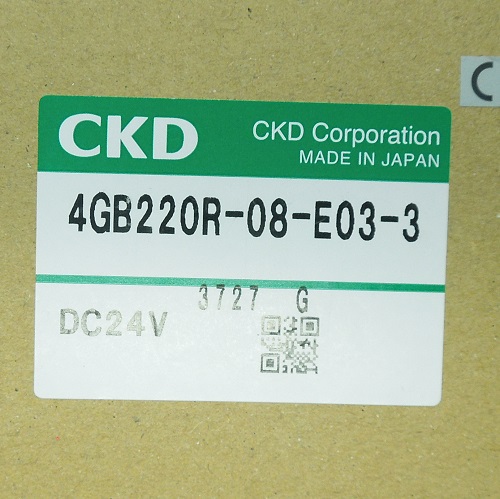 CKD
CKD Corporation
MADE IN JAPAN
4GB220R-08-E03-3
3727 G
DC24V